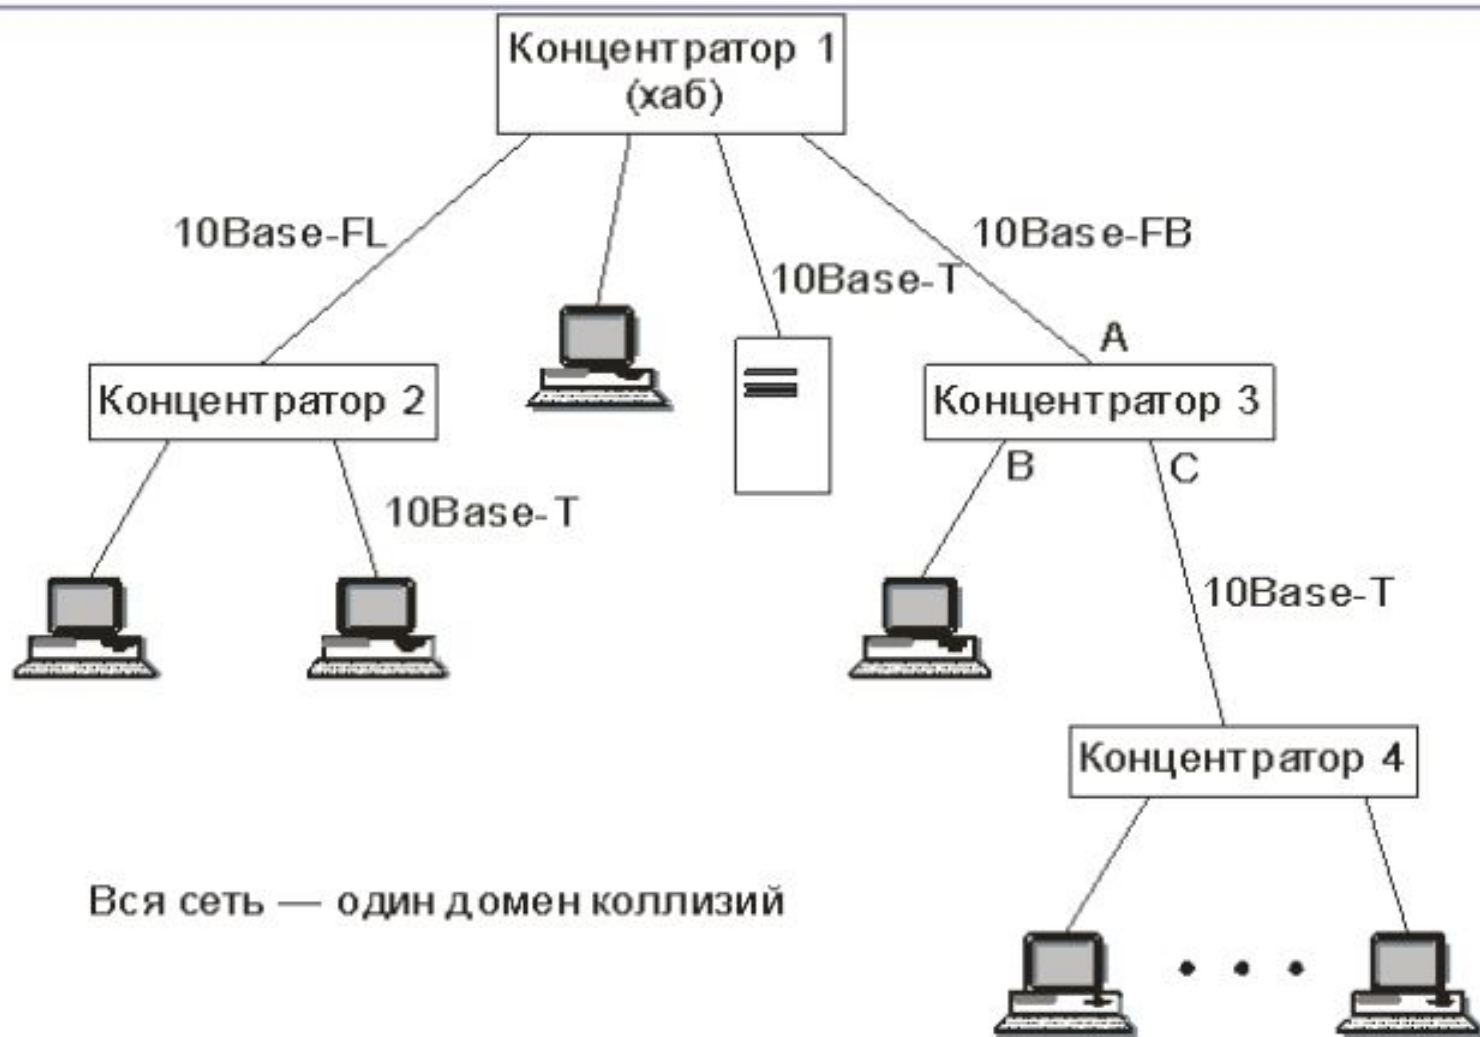 Концентратор 1
(хаб)
10Base-FL
10Base-FB
10Base-T
A
Концентратор 2
Концентратор 3
B
C
10Base-T
10Base-T
Концентратор 4
Вся сеть — один домен коллизий